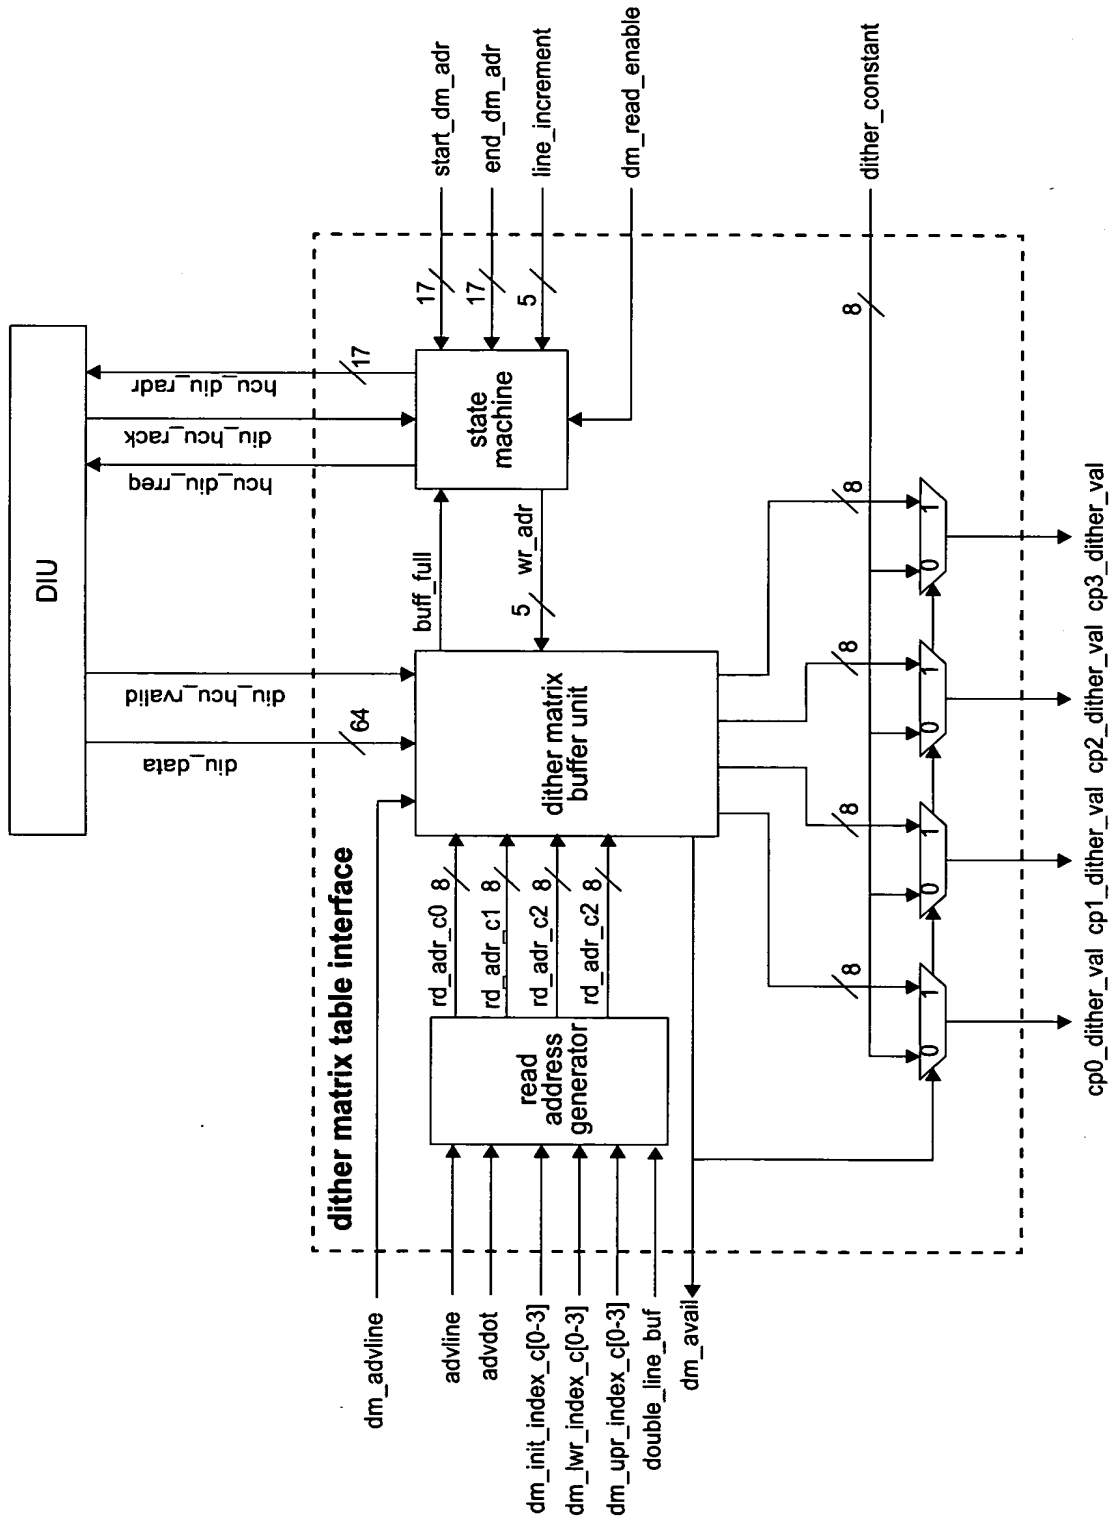 DIU
diu_data
64
diu_hcu_rvalid
hcu_diu_rreq
diu_hcu_rack
hcu_diu_radr
17
dither matrix table interface
dm_advline
advline
advdot
dm_init_index_c[0-3]
dm_lwr_index_c[0-3]
dm_upr_index_c[0-3]
double_line_buf
dm_avail
read
address
generator
rd_adr_c0
8
rd_adr_c1
8
rd_adr_c2
8
rd_adr_c2
8
dither matrix
buffer unit
buff_full
wr_adr
5
state
machine
17
start_dm_adr
17
end_dm_adr
5
line_increment
dm_read_enable
dither_constant
8
8
8
8
8
0 1
0 1
0 1
0 1
cp0_dither_val cp1_dither_val cp2_dither_val cp3_dither_val